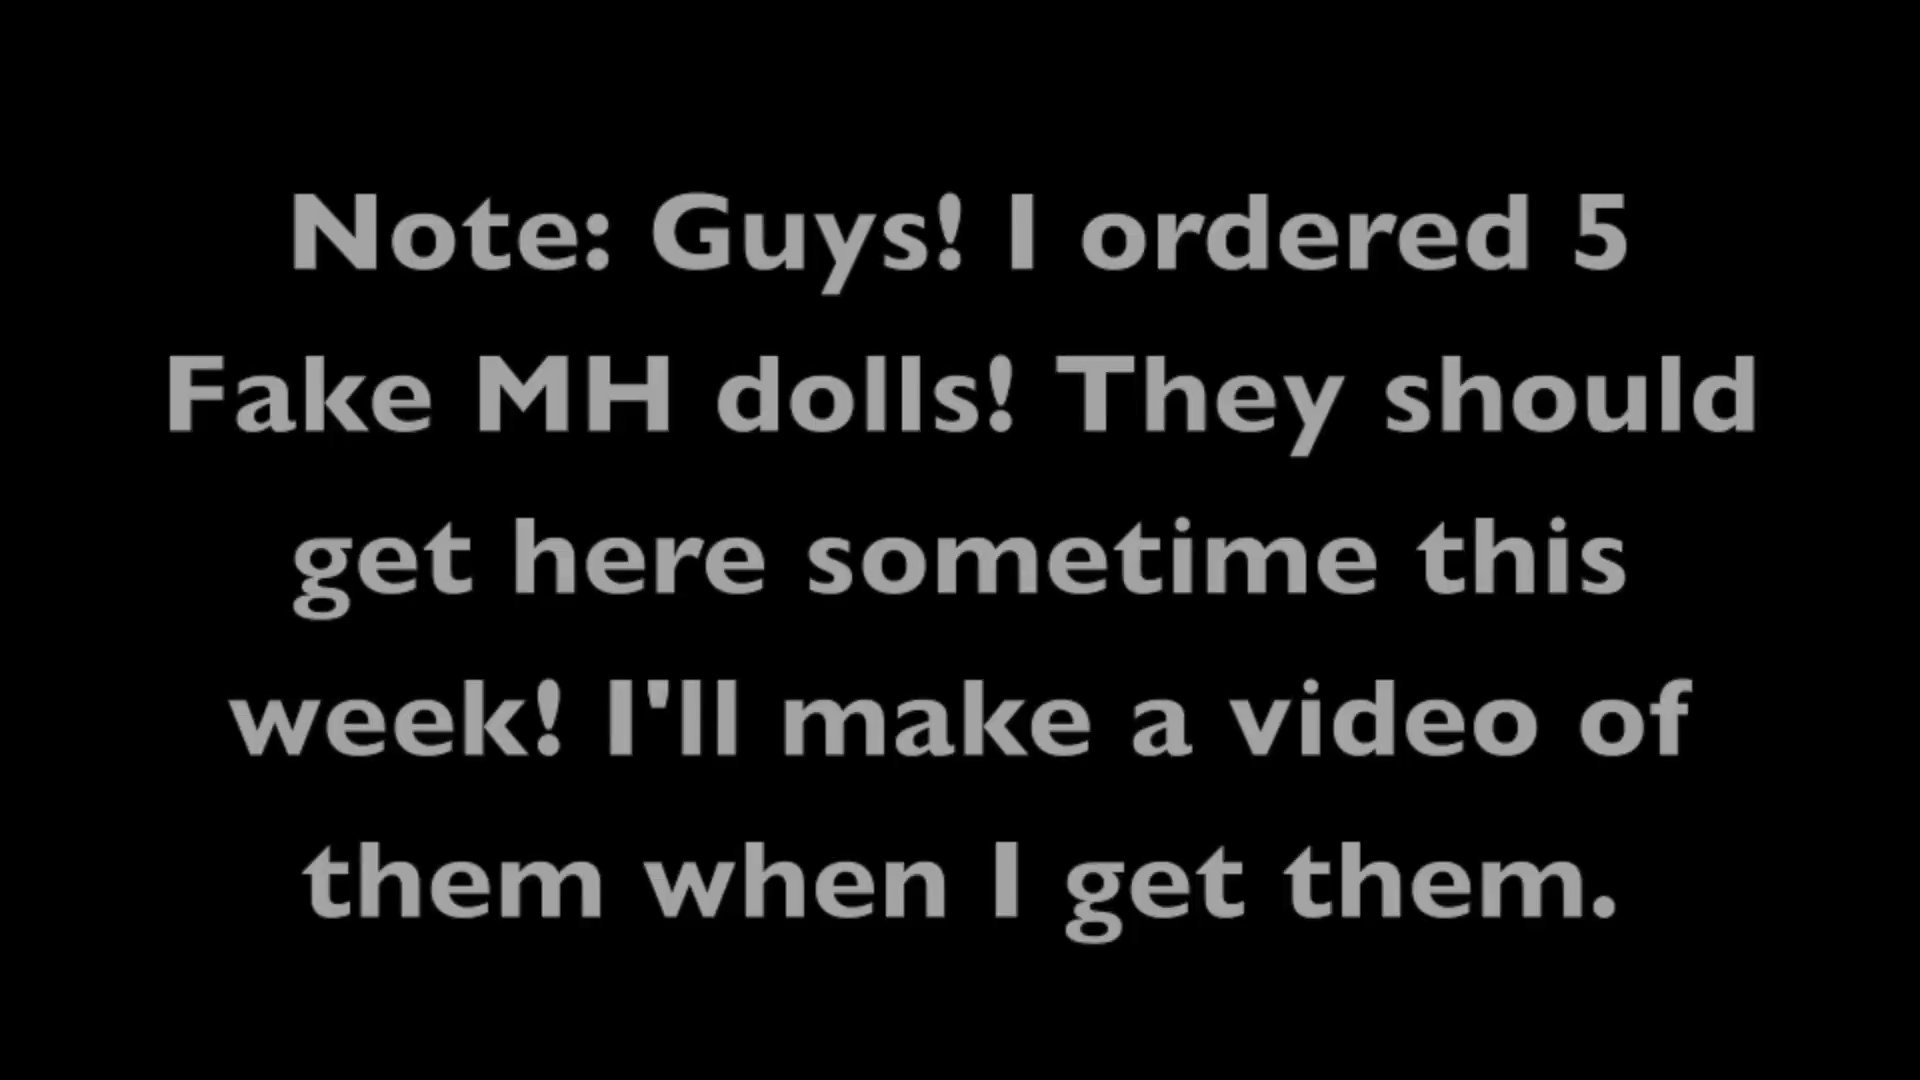 Note: Guys! I ordered 5
Fake MH dolls! They should
get here sometime this
week! I'll make a video of
them when I get them.